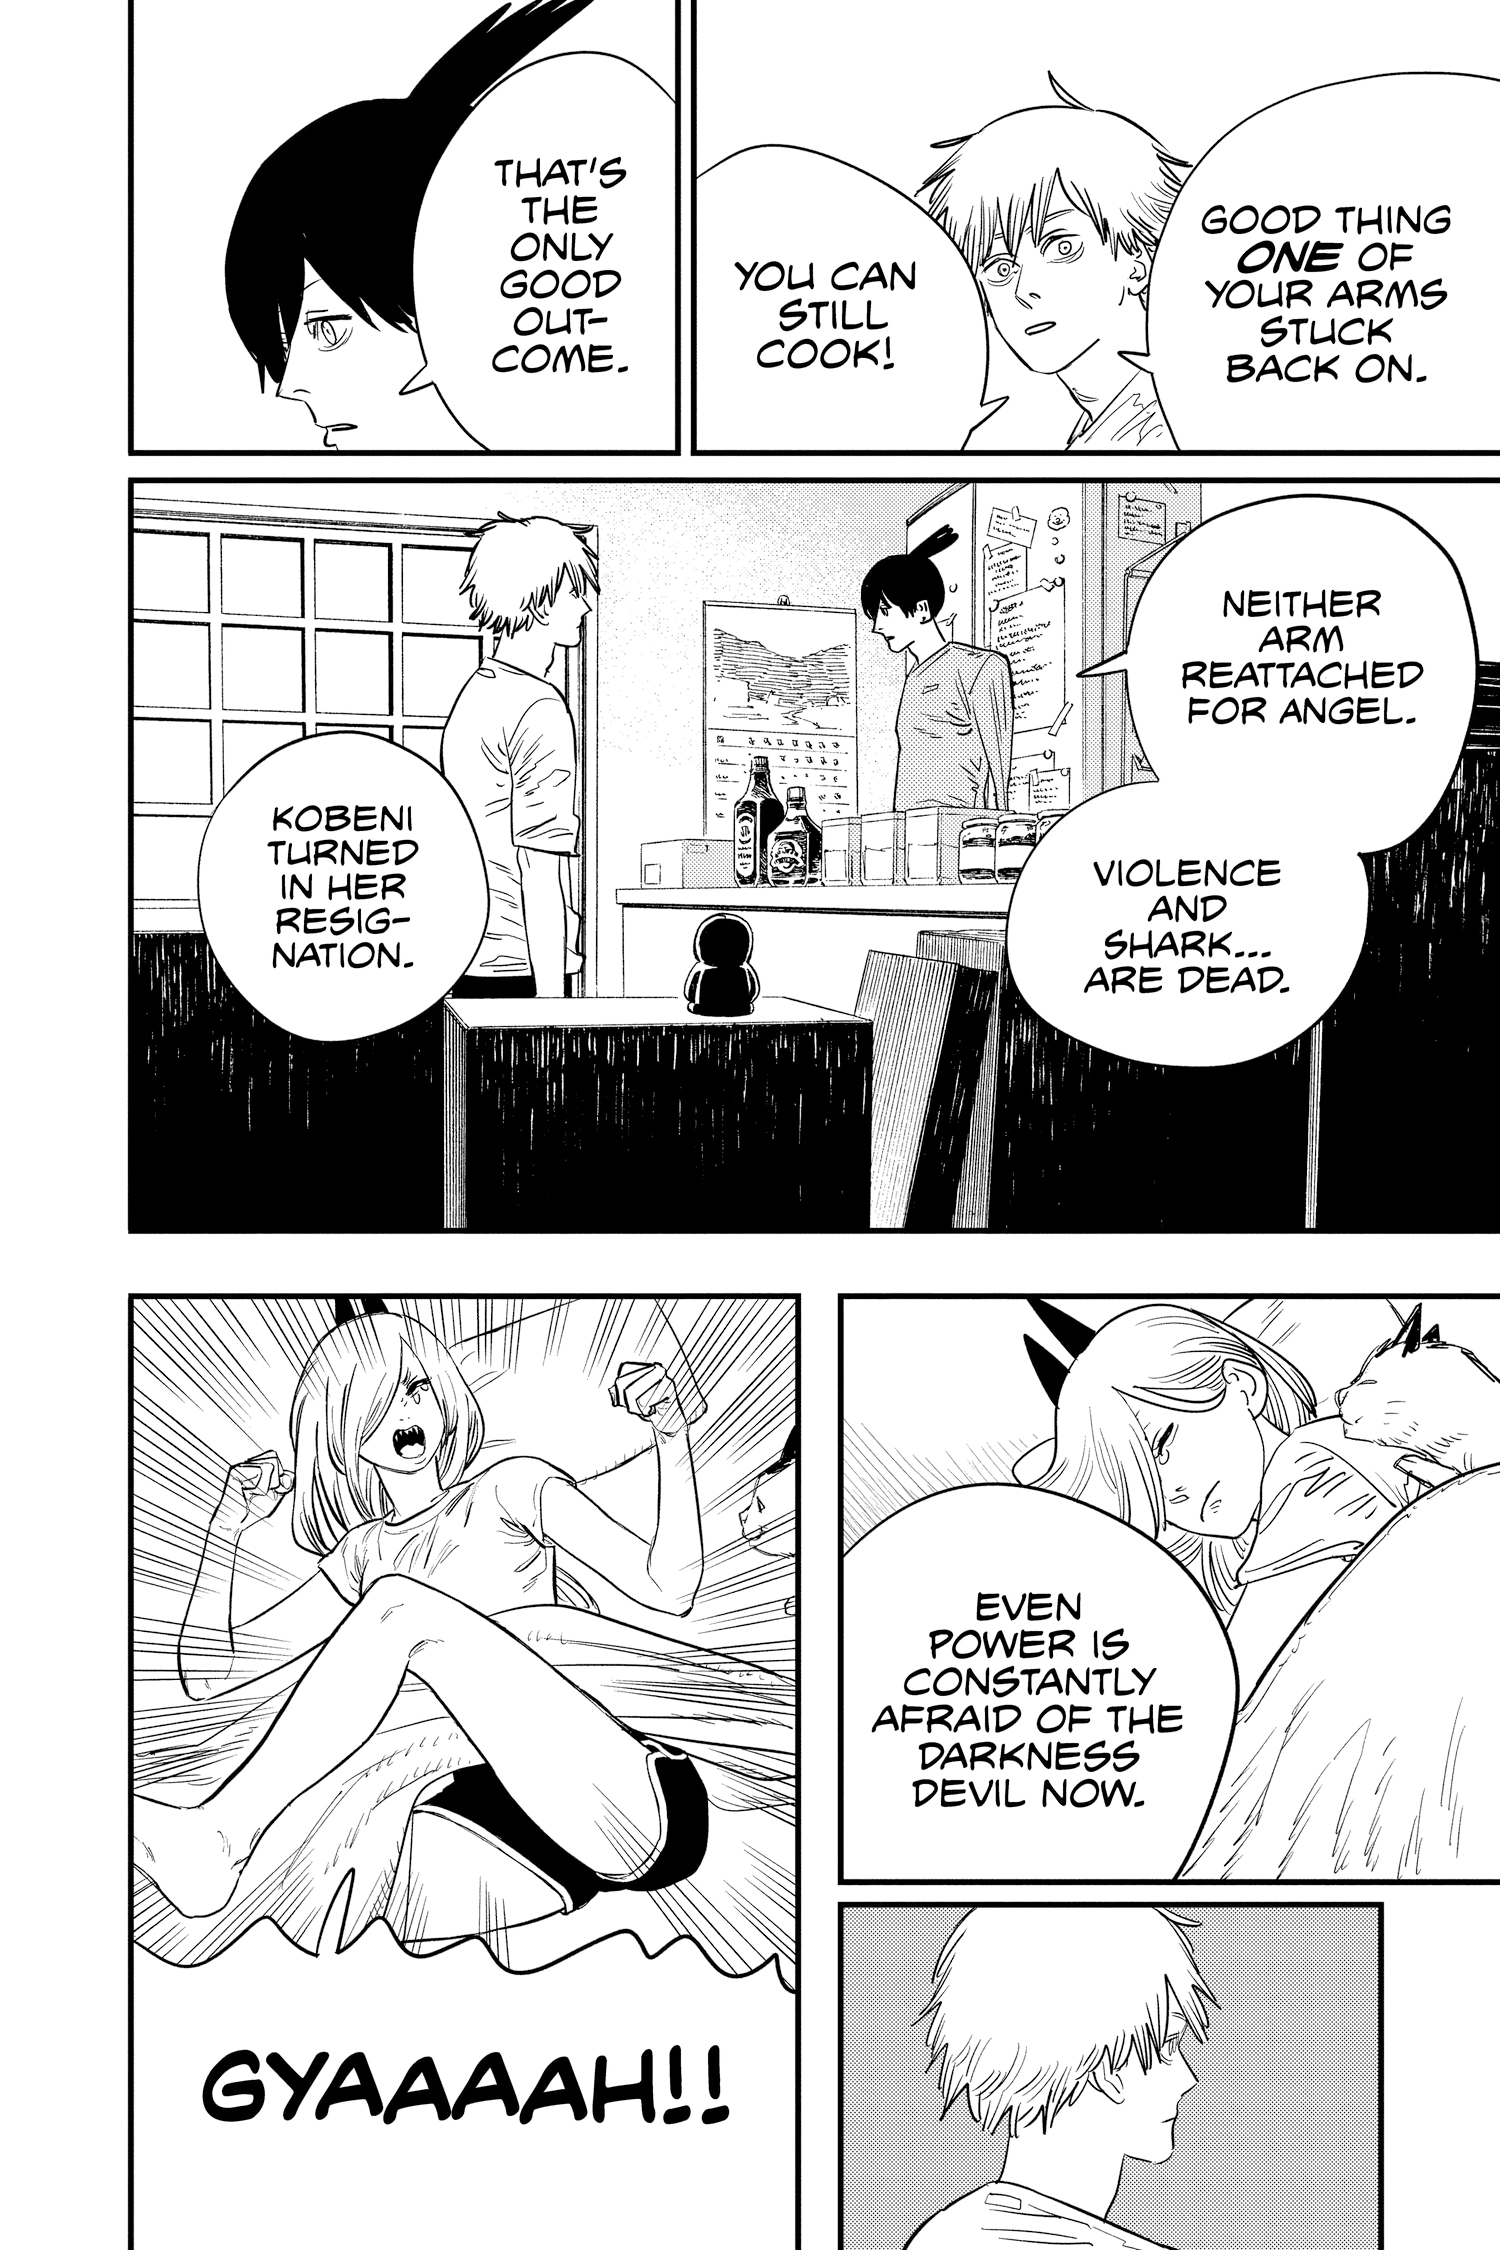 GOOD THING
ONE OF
YOUR ARMS
STUCK
BACK ON.
YOU CAN
STILL
COOK!
THAT'S
THE
ONLY
GOOD
OUT-
COME.
NEITHER
ARM
REATTACHED
FOR ANGEL.
VIOLENCE
AND
SHARK...
ARE DEAD.
KOBENI
TURNED
IN HER
RESIG-
NATION.
EVEN
POWER IS
CONSTANTLY
AFRAID OF THE
DARKNESS
DEVIL NOW.
GYAAAAH!!